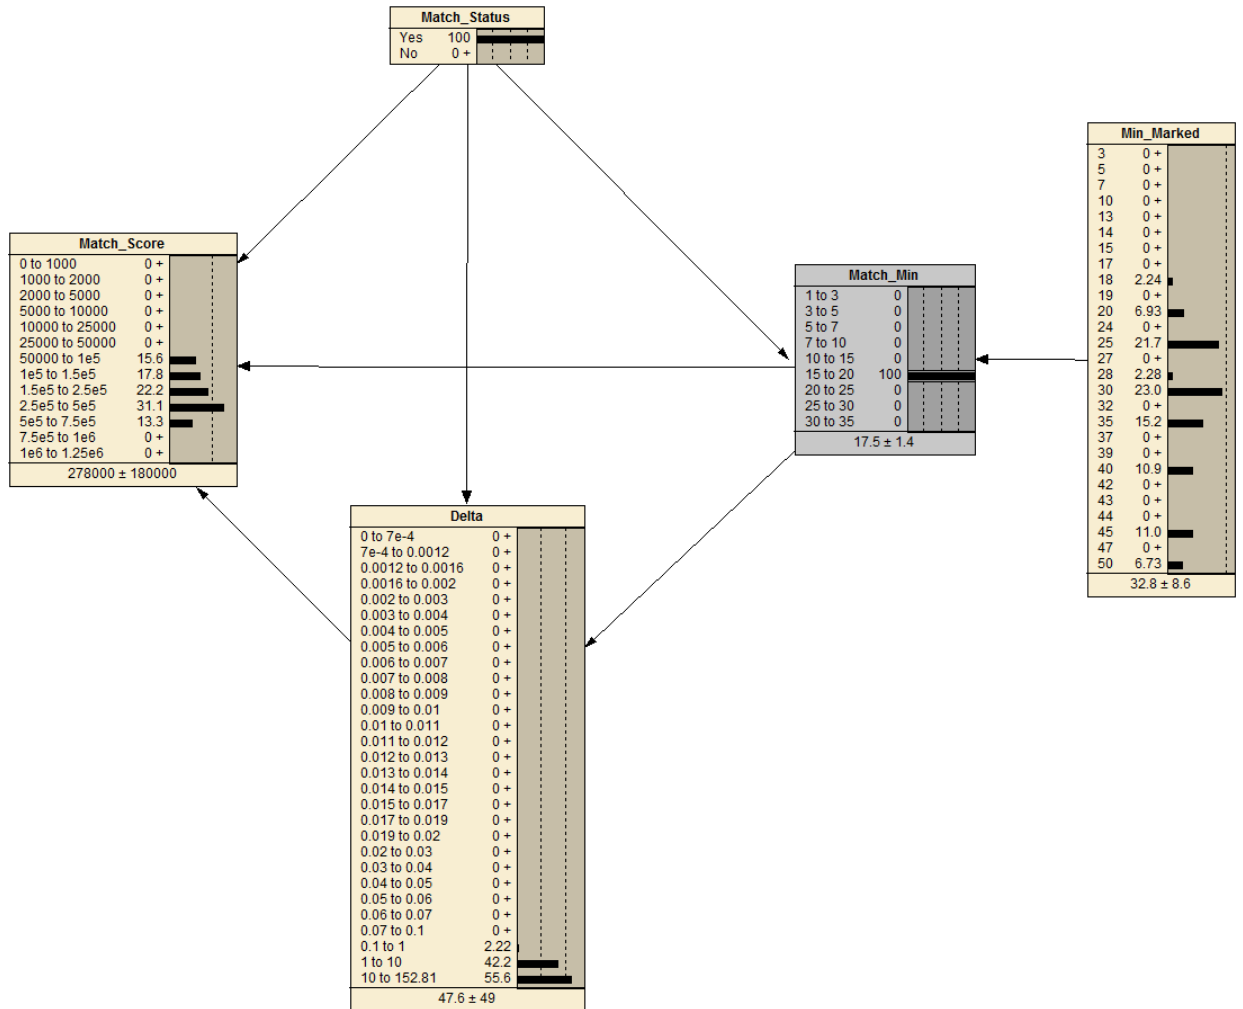 Match_Status
Yes 100
No 0 +
Min_Marked
3 0 +
5 0 +
7 0 +
10 0 +
13 0 +
14 0 +
15 0 +
17 0 +
18 2.24
19 0 +
20 6.93
24 0 +
25 21.7
27 0 +
28 2.28
30 23.0
32 0 +
35 15.2
37 0 +
39 0 +
40 10.9
42 0 +
43 0 +
44 0 +
45 11.0
47 0 +
50 6.73
32.8 ± 8.6
Match_Score
0 to 1000 0 +
1000 to 2000 0 +
2000 to 5000 0 +
5000 to 10000 0 +
10000 to 25000 0 +
25000 to 50000 0 +
50000 to 1e5 15.6
1e5 to 1.5e5 17.8
1.5e5 to 2.5e5 22.2
2.5e5 to 5e5 31.1
5e5 to 7.5e5 13.3
7.5e5 to 1e6 0 +
1e6 to 1.25e6 0 +
278000 ± 180000
Match_Min
1 to 3 0
3 to 5 0
5 to 7 0
7 to 10 0
10 to 15 0
15 to 20 100
20 to 25 0
25 to 30 0
30 to 35 0
17.5 ± 1.4
Delta
0 to 7e-4 0 +
7e-4 to 0.0012 0 +
0.0012 to 0.0016 0 +
0.0016 to 0.002 0 +
0.002 to 0.003 0 +
0.003 to 0.004 0 +
0.004 to 0.005 0 +
0.005 to 0.006 0 +
0.006 to 0.007 0 +
0.007 to 0.008 0 +
0.008 to 0.009 0 +
0.009 to 0.01 0 +
0.01 to 0.011 0 +
0.011 to 0.012 0 +
0.012 to 0.013 0 +
0.013 to 0.014 0 +
0.014 to 0.015 0 +
0.015 to 0.017 0 +
0.017 to 0.019 0 +
0.019 to 0.02 0 +
0.02 to 0.03 0 +
0.03 to 0.04 0 +
0.04 to 0.05 0 +
0.05 to 0.06 0 +
0.06 to 0.07 0 +
0.07 to 0.1 0 +
0.1 to 1 2.22
1 to 10 42.2
10 to 152.81 55.6
47.6 ± 49